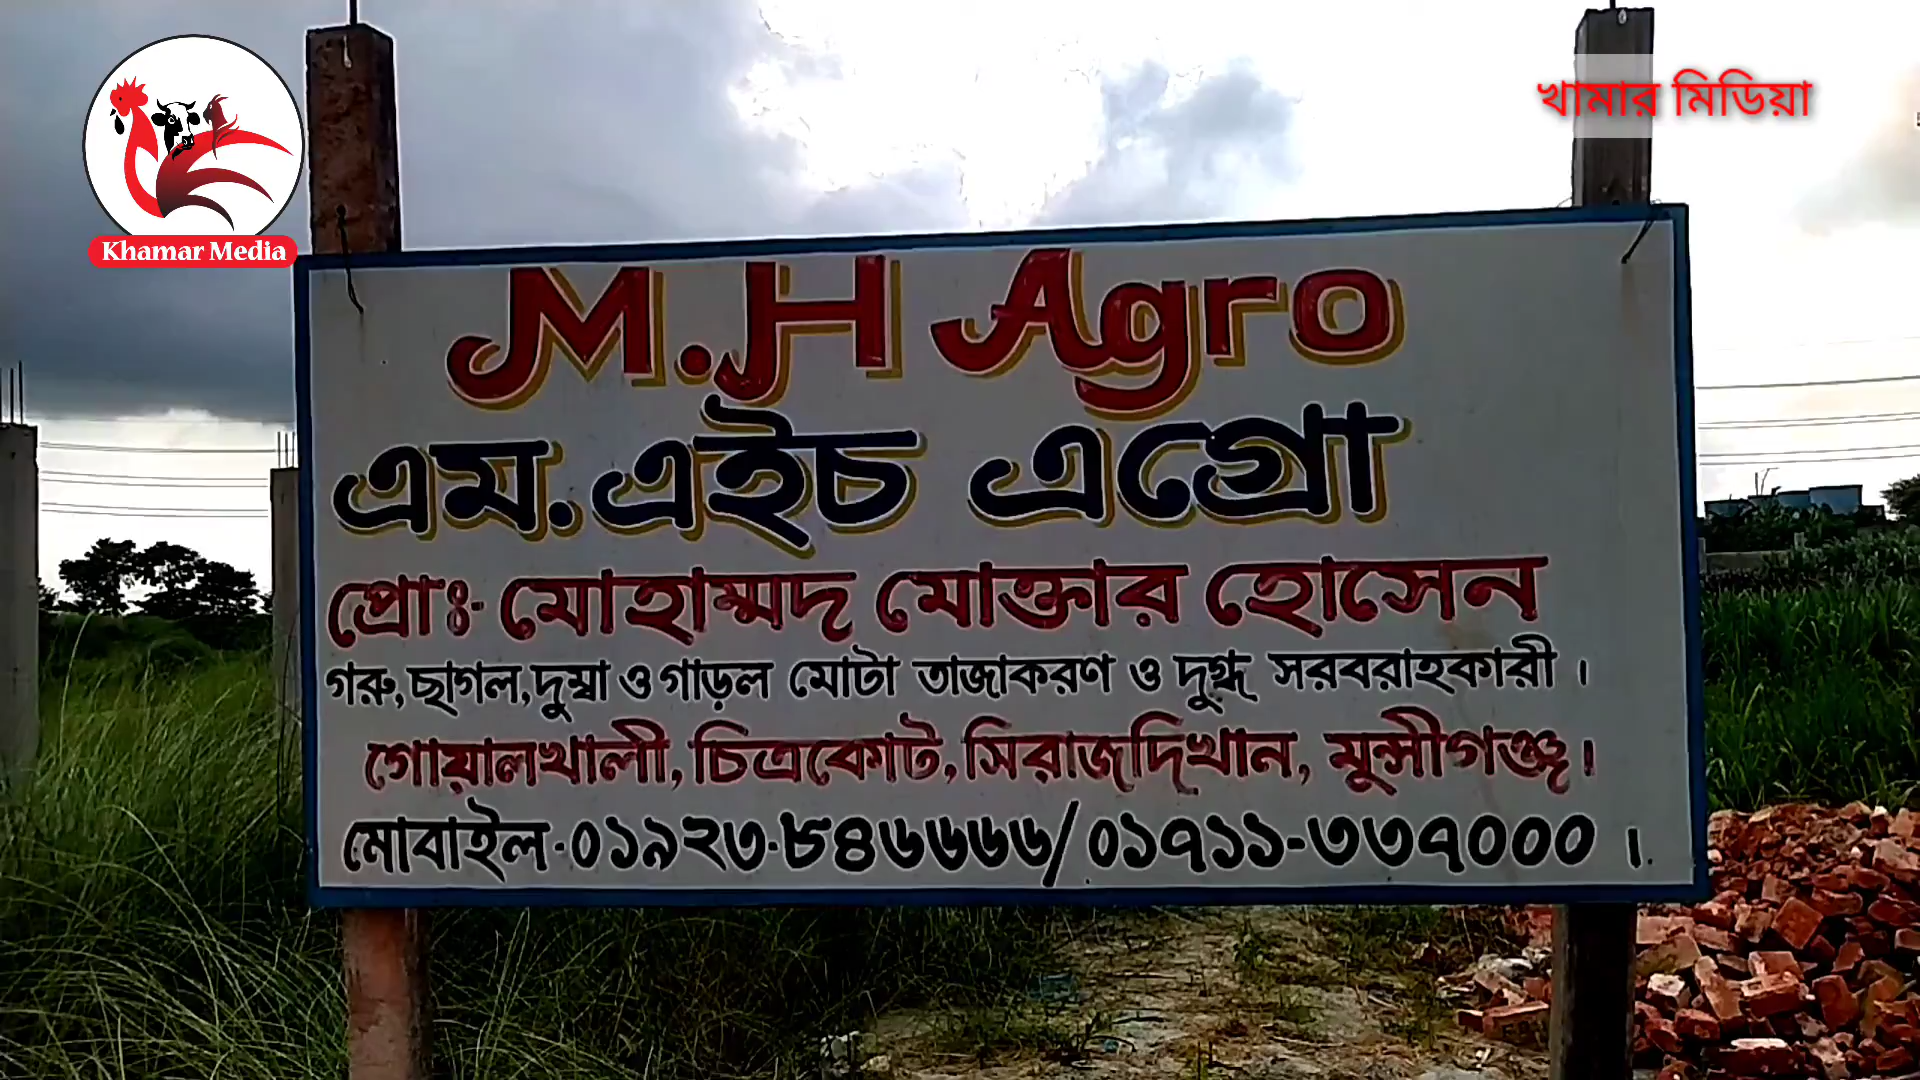 Khamar Media
খামার মিডিয়া
M.H Agro
এম.এইচ এগ্রো
প্রোঃ- মোহাম্মদ মোক্তার হোসেন
গরু,ছাগল,দুম্বা ও গাড়ল মোটা তাজাকরণ ও দুগ্ধ সরবরাহকারী ।
গোয়ালখালী, চিত্রকোট, সিরাজদিখান, মুন্সীগঞ্জ।
মোবাইল-০১৯২৩-৮৪৬৬৬৬/০১৭১১-৩৩৭০০০ ।